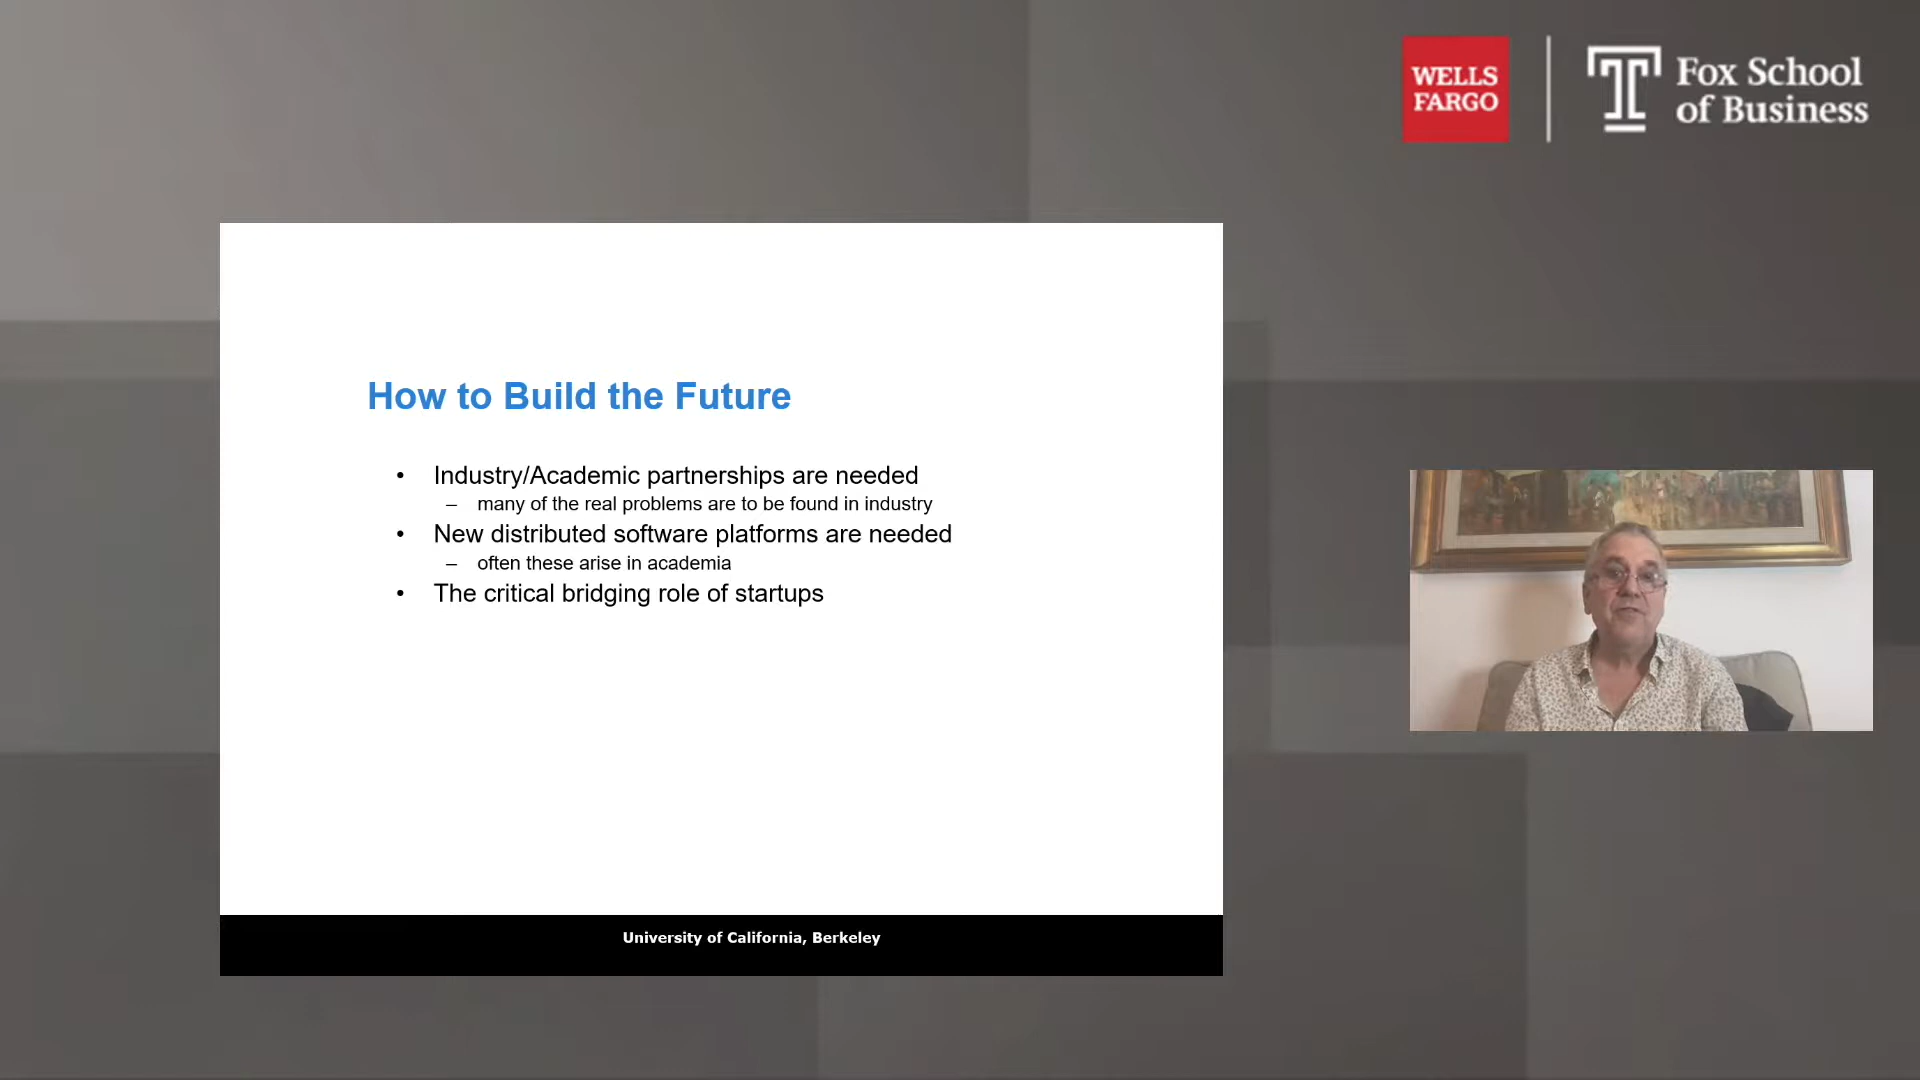 WELLS
FARGO
Fox School
of Business
How to Build the Future
• Industry/Academic partnerships are needed
– many of the real problems are to be found in industry
• New distributed software platforms are needed
– often these arise in academia
• The critical bridging role of startups
University of California, Berkeley